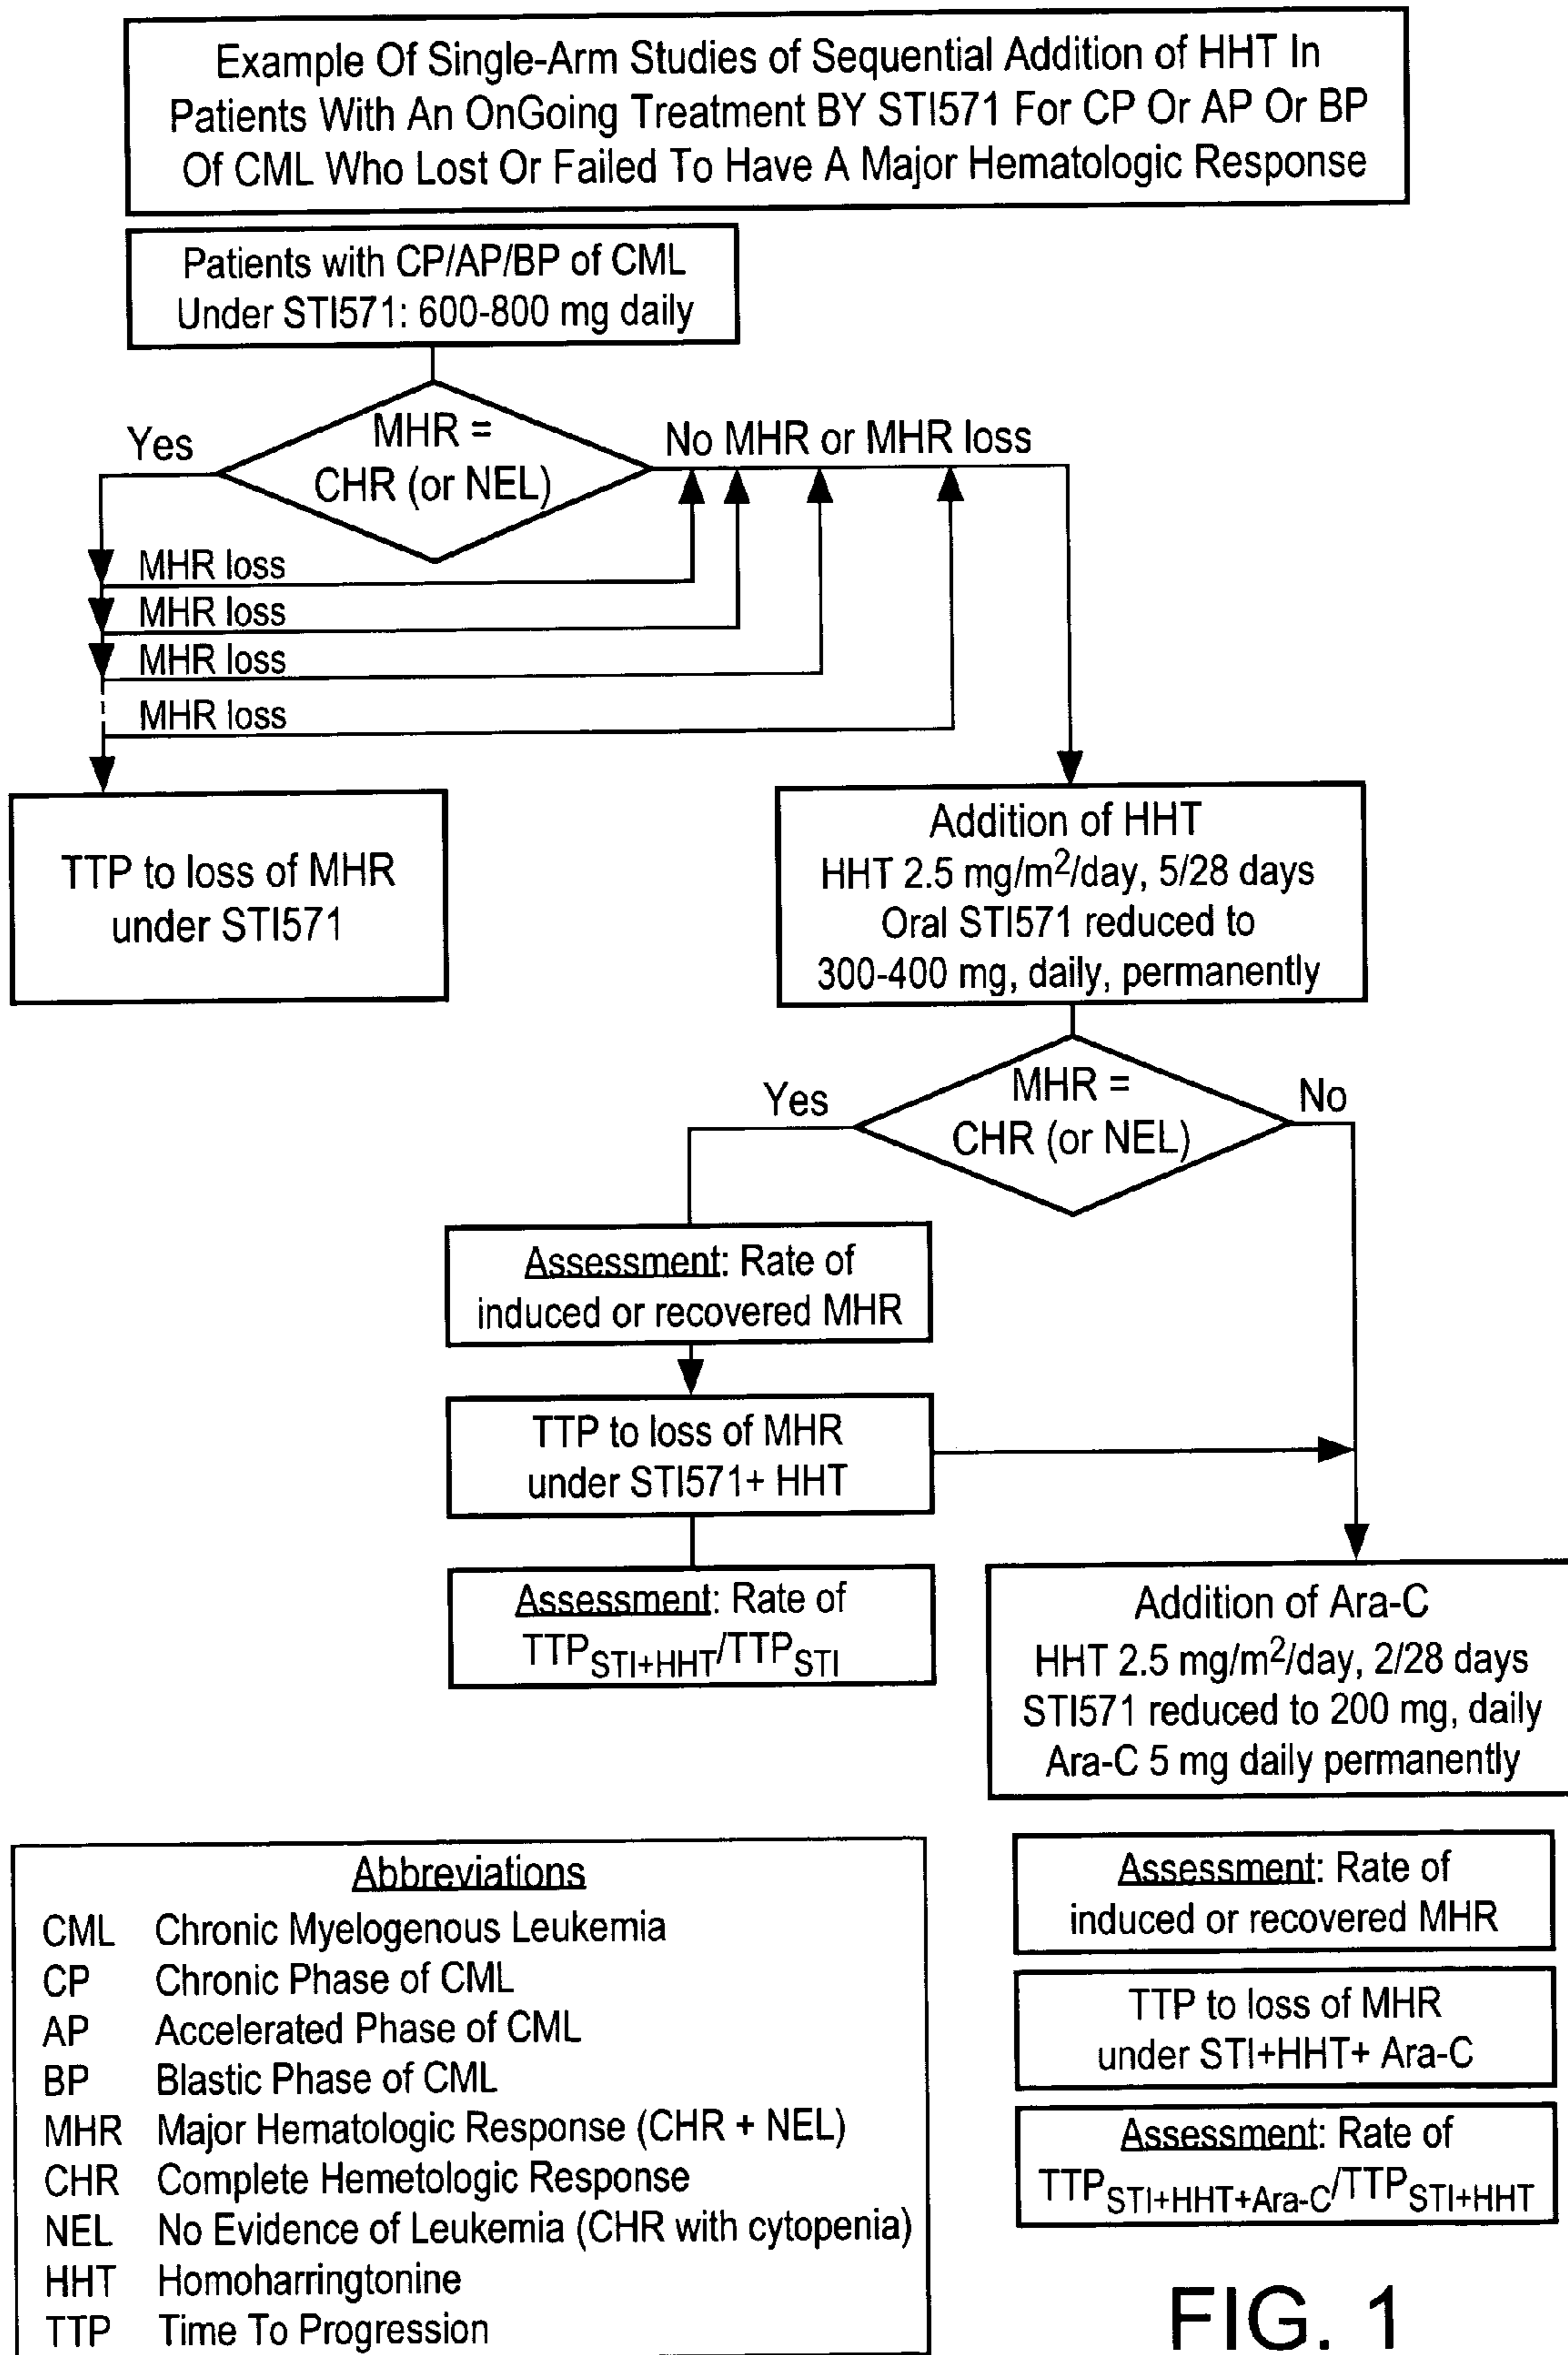 Example Of Single-Arm Studies of Sequential Addition of HHT In
Patients With An OnGoing Treatment BY STI571 For CP Or AP Or BP
Of CML Who Lost Or Failed To Have A Major Hematologic Response
Patients with CP/AP/BP of CML
Under STI571: 600-800 mg daily
MHR =
CHR (or NEL)
Yes
No MHR or MHR loss
MHR loss
MHR loss
MHR loss
MHR loss
TTP to loss of MHR
under STI571
Addition of HHT
HHT 2.5 mg/m²/day, 5/28 days
Oral STI571 reduced to
300-400 mg, daily, permanently
MHR =
CHR (or NEL)
Yes
No
Assessment: Rate of
induced or recovered MHR
TTP to loss of MHR
under STI571+ HHT
Assessment: Rate of
TTP STI+HHT/TTP STI
Addition of Ara-C
HHT 2.5 mg/m²/day, 2/28 days
STI571 reduced to 200 mg, daily
Ara-C 5 mg daily permanently
Assessment: Rate of
induced or recovered MHR
TTP to loss of MHR
under STI+HHT+ Ara-C
Assessment: Rate of
TTP STI+HHT+Ara-C/TTP STI+HHT
Abbreviations
CML Chronic Myelogenous Leukemia
CP Chronic Phase of CML
AP Accelerated Phase of CML
BP Blastic Phase of CML
MHR Major Hematologic Response (CHR + NEL)
CHR Complete Hemetologic Response
NEL No Evidence of Leukemia (CHR with cytopenia)
HHT Homoharringtonine
TTP Time To Progression
FIG. 1